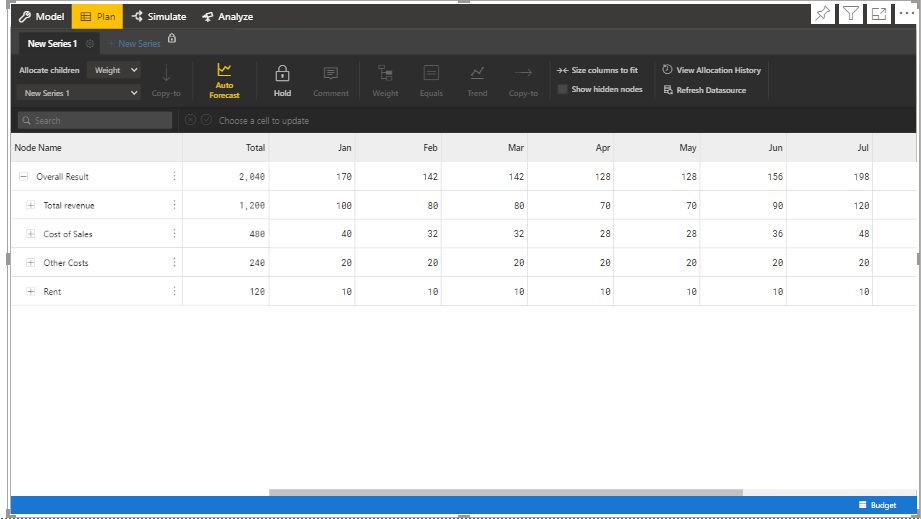 Model Plan Simulate Analyze
New Series 1 + New Series
Allocate children Weight
New Series 1
Copy-to
Auto Forecast
Hold
Comment
Weight
Equals
Trend
Copy-to
Size columns to fit
Show hidden nodes
View Allocation History
Refresh Datasource
Search
Choose a cell to update
Node Name Total Jan Feb Mar Apr May Jun Jul
Overall Result 2,040 170 142 142 128 128 156 198
Total revenue 1,200 100 80 80 70 70 90 120
Cost of Sales 480 40 32 32 28 28 36 48
Other Costs 240 20 20 20 20 20 20 20
Rent 120 10 10 10 10 10 10 10
Budget